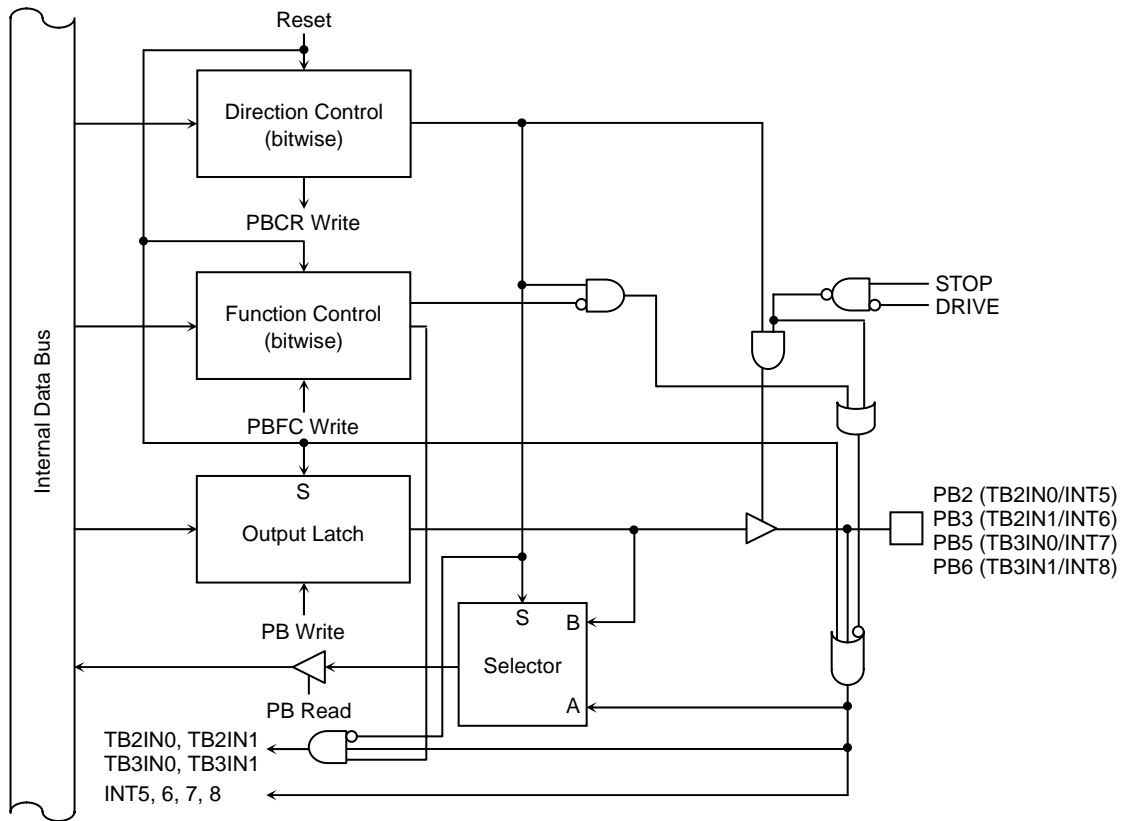 Reset
Direction Control
(bitwise)
PBCR Write
Function Control
(bitwise)
STOP
DRIVE
PBFC Write
Internal Data Bus
S
Output Latch
PB2 (TB2IN0/INT5)
PB3 (TB2IN1/INT6)
PB5 (TB3IN0/INT7)
PB6 (TB3IN1/INT8)
PB Write
S
B
Selector
A
PB Read
TB2IN0, TB2IN1
TB3IN0, TB3IN1
INT5, 6, 7, 8